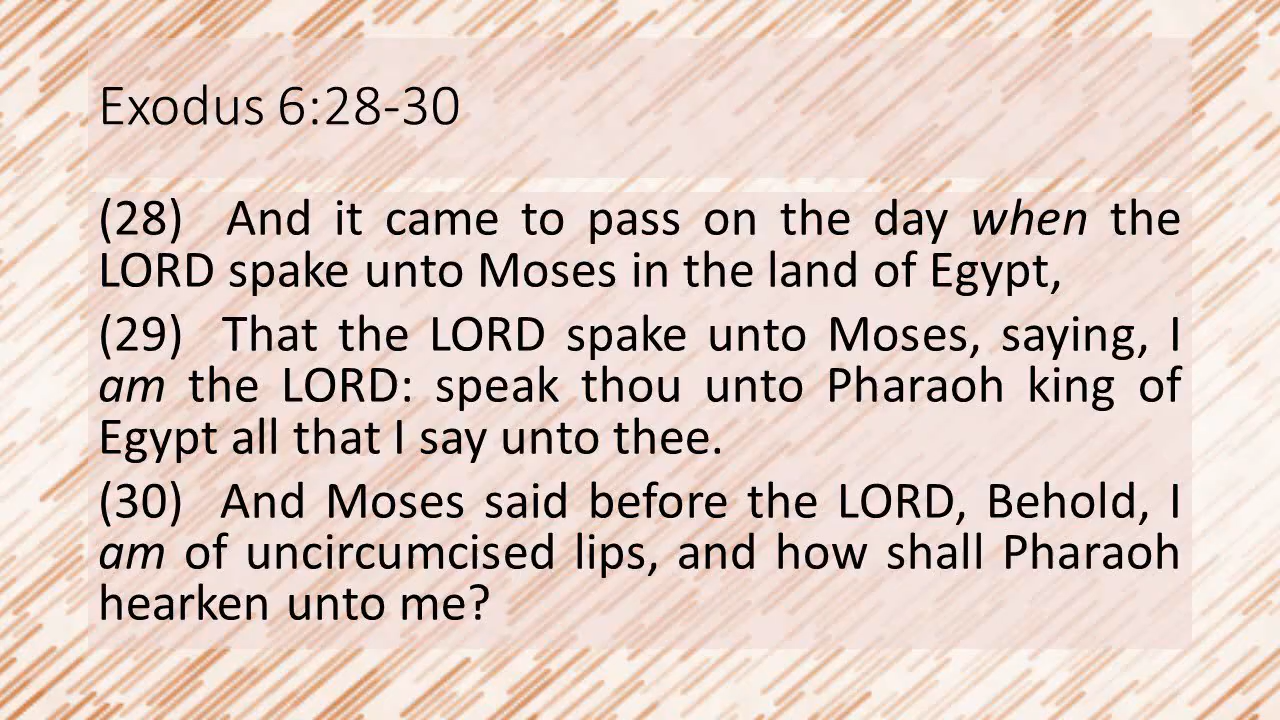 Exodus 6:28-30
(28) And it came to pass on the day when the
LORD spake unto Moses in the land of Egypt,
(29) That the LORD spake unto Moses, saying, I
am the LORD: speak thou unto Pharaoh king of
Egypt all that I say unto thee.
(30) And Moses said before the LORD, Behold, I
am of uncircumcised lips, and how shall Pharaoh
hearken unto me?